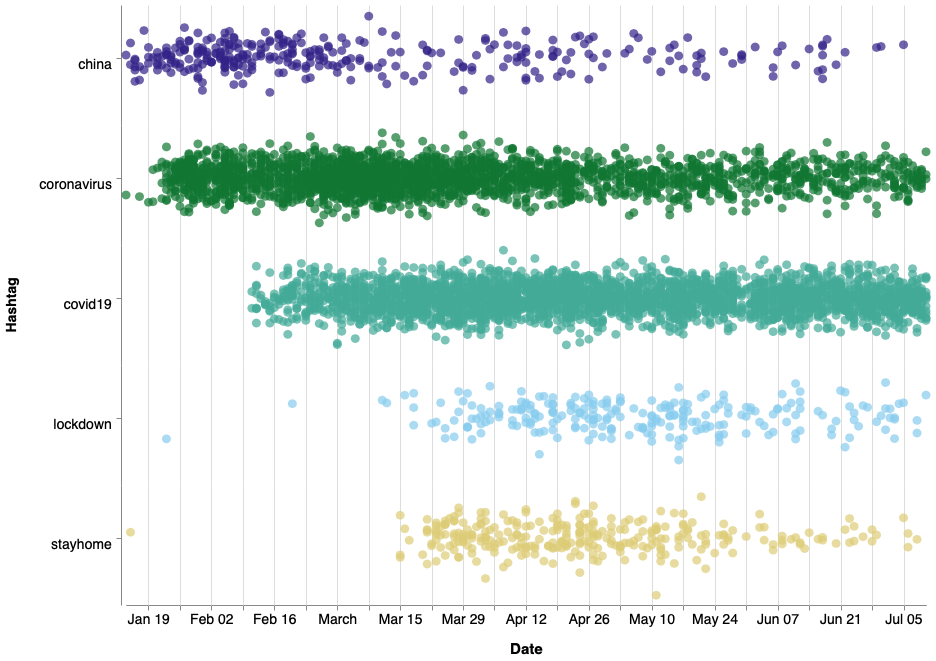 china
coronavirus
covid19
lockdown
stayhome
Hashtag
Jan 19 Feb 02 Feb 16 March Mar 15 Mar 29 Apr 12 Apr 26 May 10 May 24 Jun 07 Jun 21 Jul 05
Date